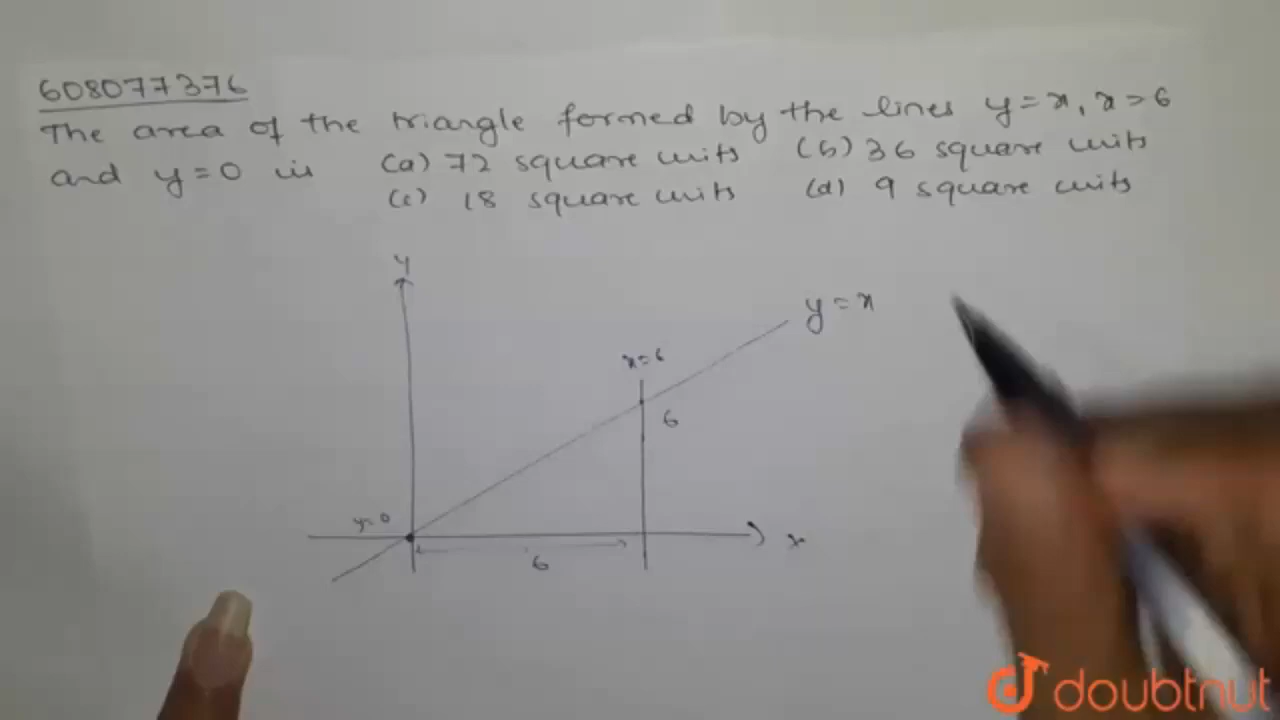 608077376
The area of the triangle formed by the lines y=x, x=6
and y=0 is (a) 72 square units (b) 36 square units
(c) 18 square units (d) 9 square units
y
y=x
x=6
6
y=0
x
6
doubtnut